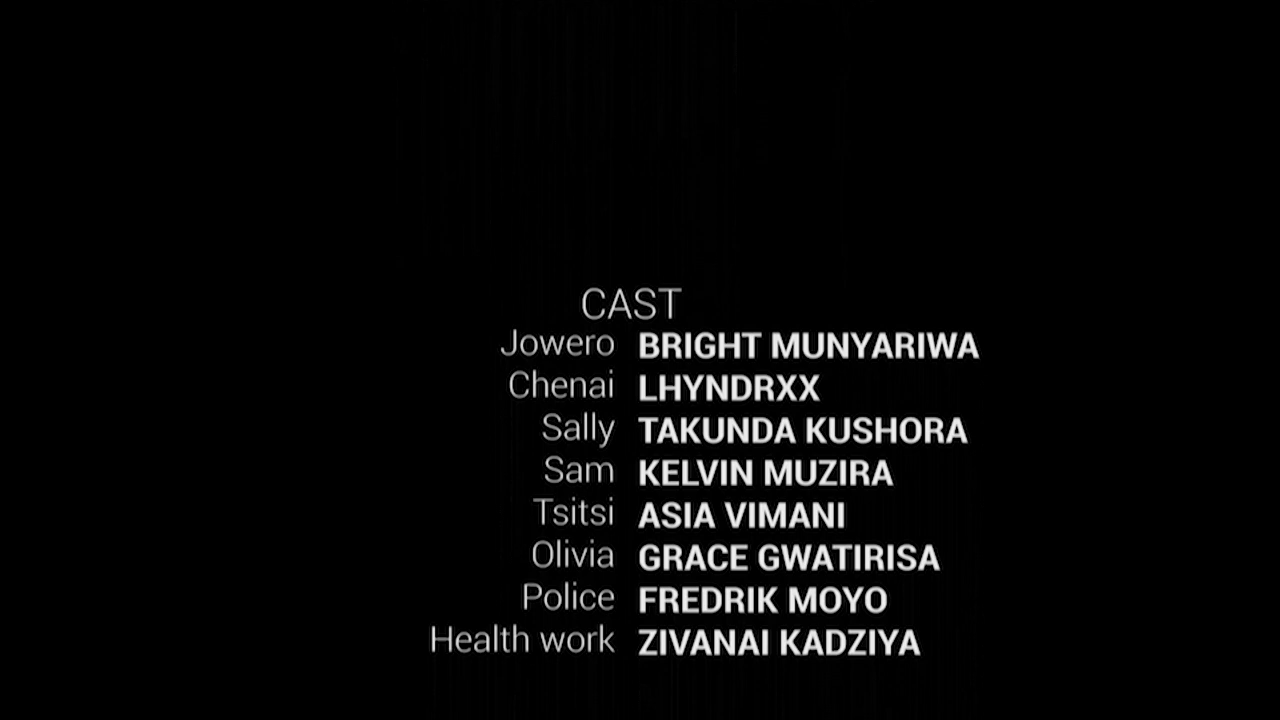 CAST
Jowero BRIGHT MUNYARIWA
Chenai LHYNDRXX
Sally TAKUNDA KUSHORA
Sam KELVIN MUZIRA
Tsitsi ASIA VIMANI
Olivia GRACE GWATIRISA
Police FREDRIK MOYO
Health work ZIVANAI KADZIYA